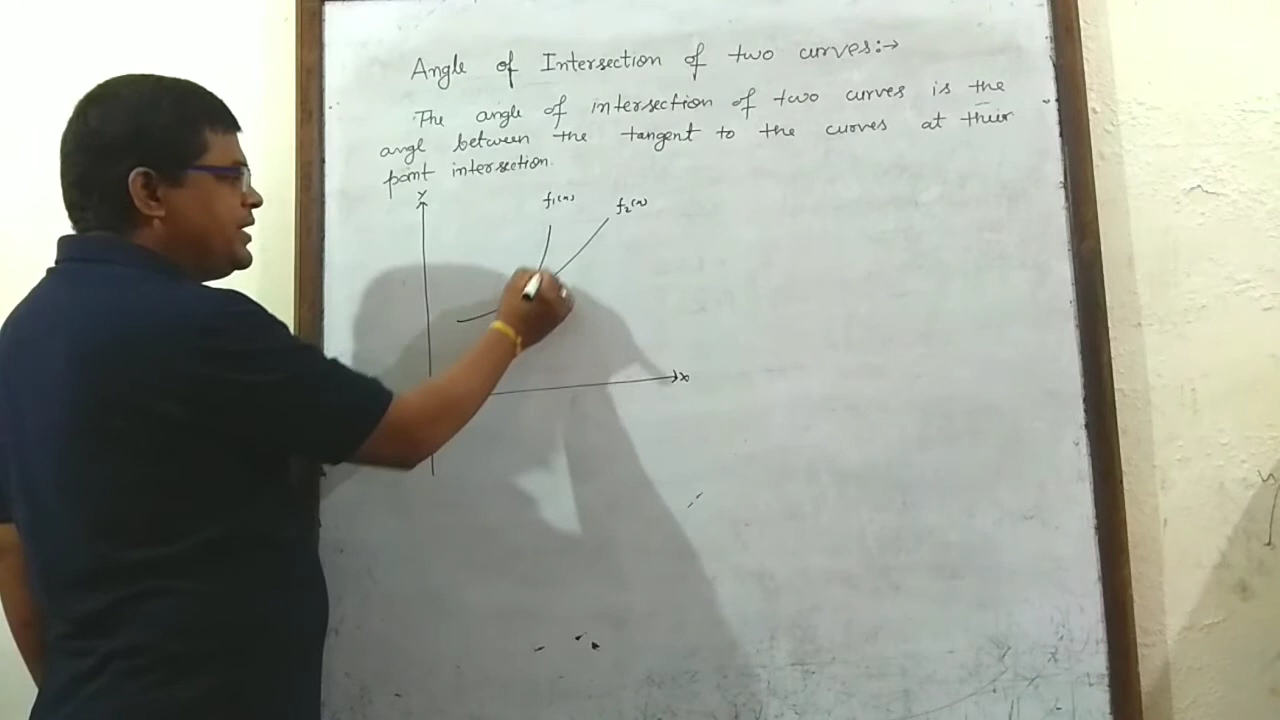 Angle of Intersection of two curves:→
The angle of intersection of two curves is the
angl between the tangent to the curves at their
point intersection.
Y
f₁(x) f₂(x)
X